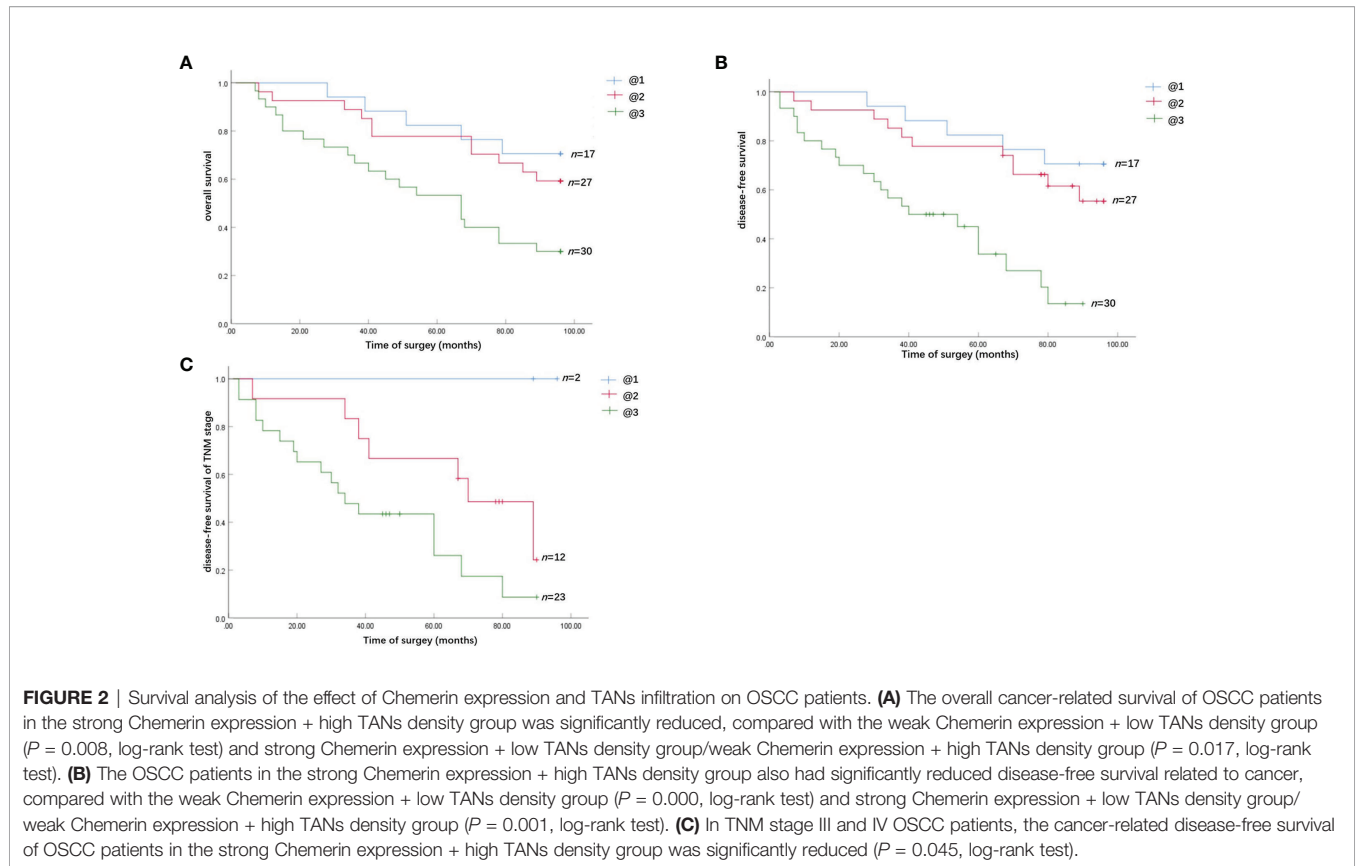 A
overall survival
1.0
0.8
0.6
0.4
0.2
0.0
.00 20.00 40.00 60.00 80.00 100.00
Time of surgey (months)
@1
@2
@3
n=17
n=27
n=30
B
disease-free survival
1.0
0.8
0.6
0.4
0.2
0.0
.00 20.00 40.00 60.00 80.00 100.00
Time of surgey (months)
@1
@2
@3
n=17
n=27
n=30
C
disease-free survival of TNM stage
1.0
0.8
0.6
0.4
0.2
0.0
.00 20.00 40.00 60.00 80.00 100.00
Time of surgey (months)
@1
@2
@3
n=2
n=12
n=23
FIGURE 2 | Survival analysis of the effect of Chemerin expression and TANs infiltration on OSCC patients. (A) The overall cancer-related survival of OSCC patients
in the strong Chemerin expression + high TANs density group was significantly reduced, compared with the weak Chemerin expression + low TANs density group
(P = 0.008, log-rank test) and strong Chemerin expression + low TANs density group/weak Chemerin expression + high TANs density group (P = 0.017, log-rank
test). (B) The OSCC patients in the strong Chemerin expression + high TANs density group also had significantly reduced disease-free survival related to cancer,
compared with the weak Chemerin expression + low TANs density group (P = 0.000, log-rank test) and strong Chemerin expression + low TANs density group/
weak Chemerin expression + high TANs density group (P = 0.001, log-rank test). (C) In TNM stage III and IV OSCC patients, the cancer-related disease-free survival
of OSCC patients in the strong Chemerin expression + high TANs density group was significantly reduced (P = 0.045, log-rank test).